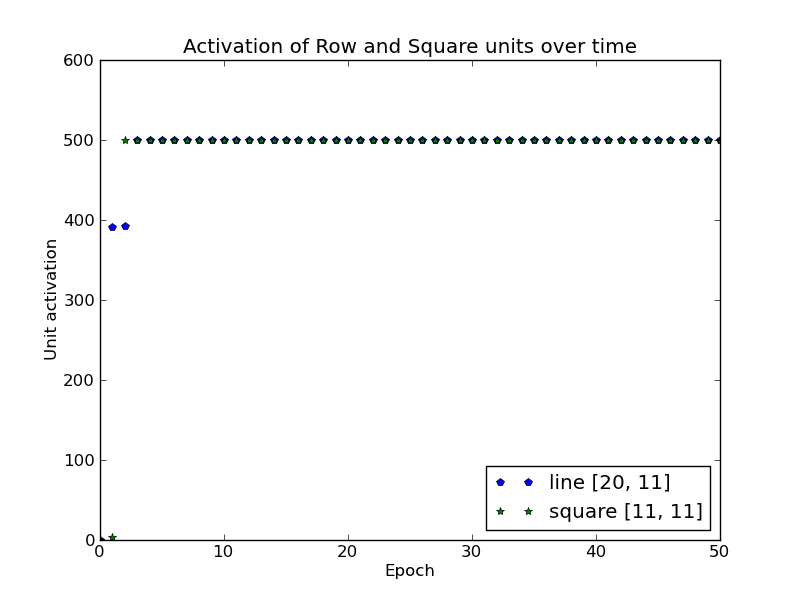 Activation of Row and Square units over time
600
500
400
300
200
100
0
Unit activation
0 10 20 30 40 50
Epoch
line [20, 11]
square [11, 11]